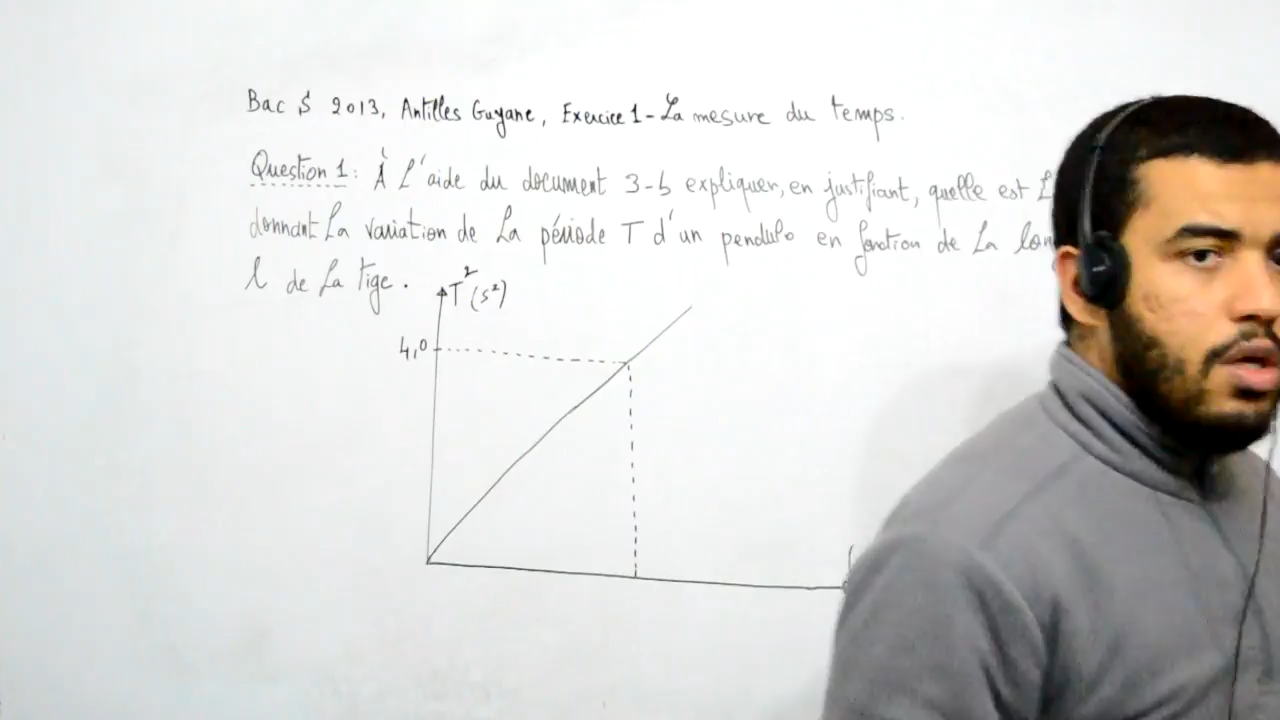 Bac S 2013, Antilles Guyane, Exercice 1 - La mesure du temps.
Question 1: À L'aide du document 3-b expliquer, en justifiant, quelle est
donnant La variation de La période T d'un pendule en fonction de La
l de La tige.
T² (s²)
4,0